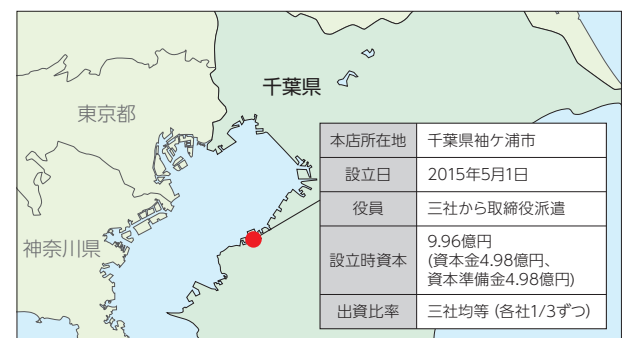 千葉県
東京都
神奈川県
本店所在地 千葉県袖ケ浦市
設立日 2015年5月1日
役員 三社から取締役派遣
設立時資本 9.96億円
(資本金4.98億円、
資本準備金4.98億円)
出資比率 三社均等 (各社1/3ずつ)